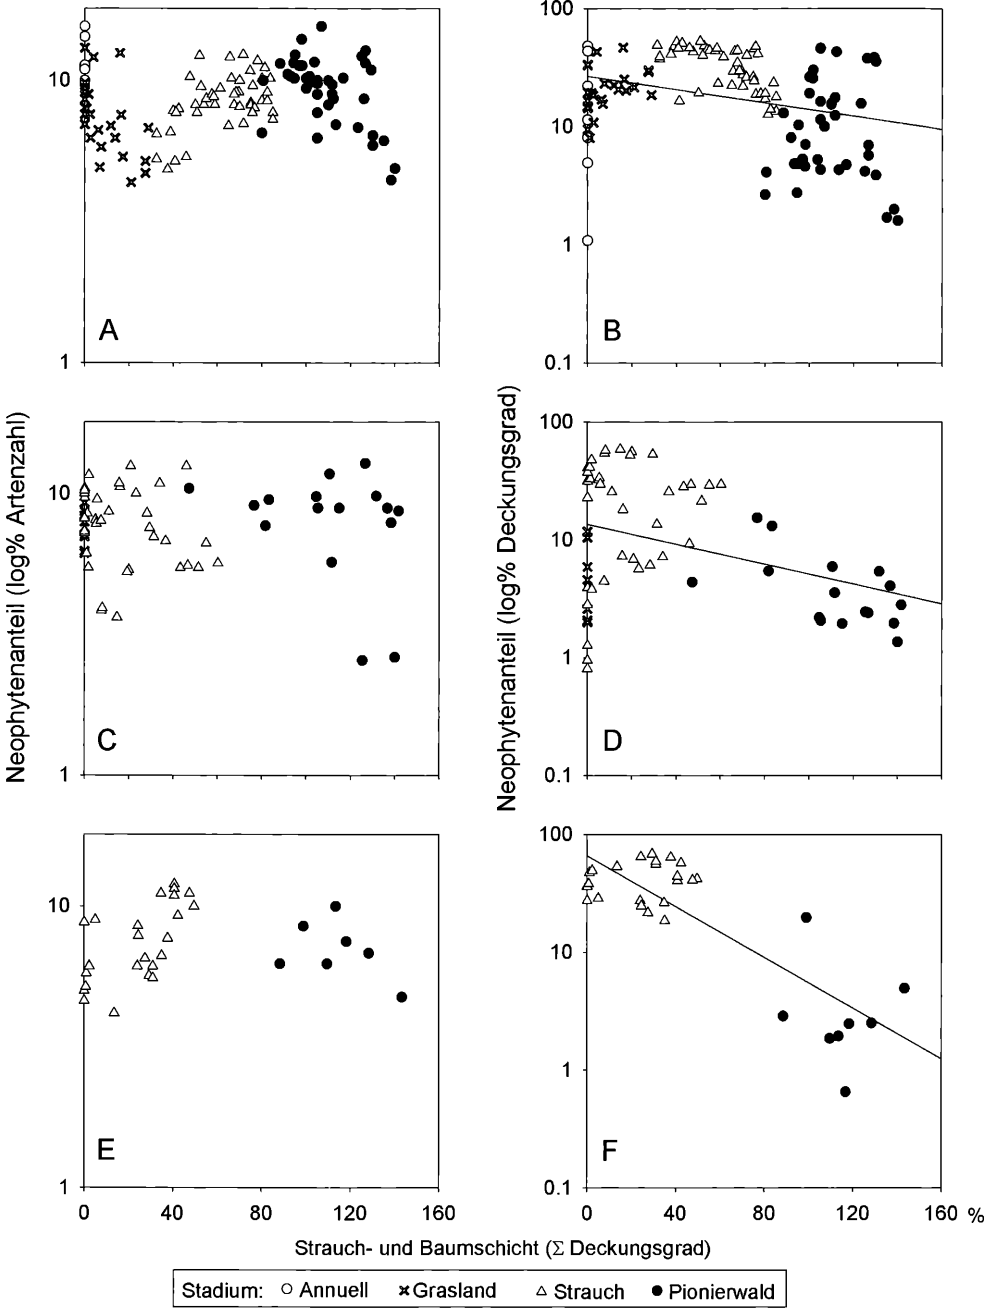 100
10
10
1
A
1
B
0.1
Neophytenanteil (log% Artenzahl)
Neophytenanteil (log% Deckungsgrad)
100
10
10
1
C
1
D
0.1
100
10
10
1
E
1
F
0.1
0 40 80 120 160
0 40 80 120 160 %
Strauch- und Baumschicht (Σ Deckungsgrad)
Stadium: Annuell Grasland Strauch Pionierwald